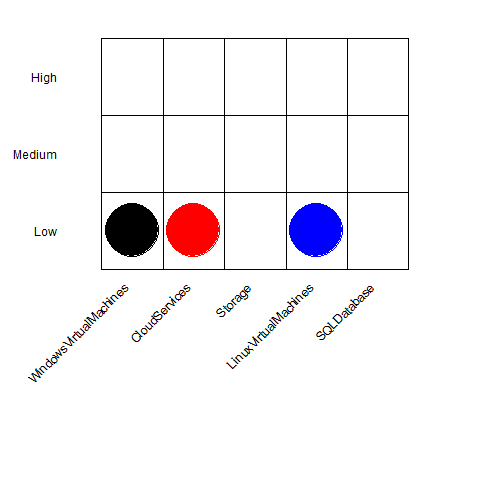 High
Medium
Low
WindowsVirtualMachines
CloudServices
Storage
LinuxVirtualMachines
SQLDatabase